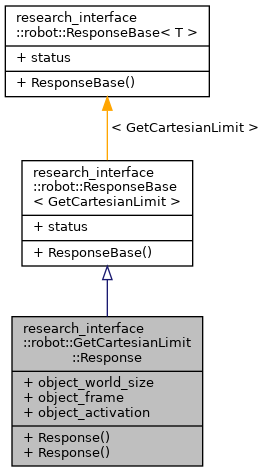 research_interface
::robot::ResponseBase< T >
+ status
+ ResponseBase()
< GetCartesianLimit >
research_interface
::robot::ResponseBase
< GetCartesianLimit >
+ status
+ ResponseBase()
research_interface
::robot::GetCartesianLimit
::Response
+ object_world_size
+ object_frame
+ object_activation
+ Response()
+ Response()